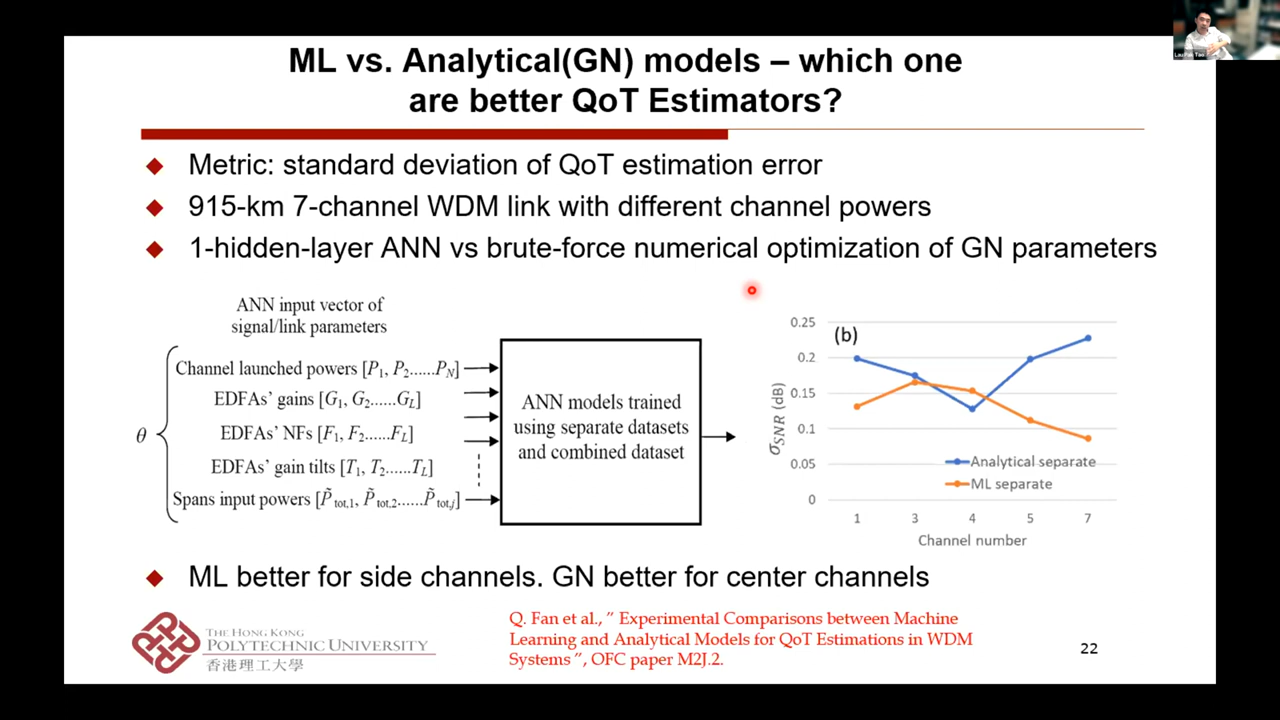 ML vs. Analytical(GN) models – which one
are better QoT Estimators?
Metric: standard deviation of QoT estimation error
915-km 7-channel WDM link with different channel powers
1-hidden-layer ANN vs brute-force numerical optimization of GN parameters
ANN input vector of
signal/link parameters
θ
Channel launched powers [P1, P2......PN]
EDFAs' gains [G1, G2......GL]
EDFAs' NFs [F1, F2......FL]
EDFAs' gain tilts [T1, T2......TL]
Spans input powers [P̃tot,1, P̃tot,2......P̃tot,j]
ANN models trained
using separate datasets
and combined dataset
(b)
σSNR (dB)
0.25
0.2
0.15
0.1
0.05
0
Analytical separate
ML separate
1 3 4 5 7
Channel number
ML better for side channels. GN better for center channels
THE HONG KONG
POLYTECHNIC UNIVERSITY
香港理工大學
Q. Fan et al., ” Experimental Comparisons between Machine
Learning and Analytical Models for QoT Estimations in WDM
Systems ”, OFC paper M2J.2.
22